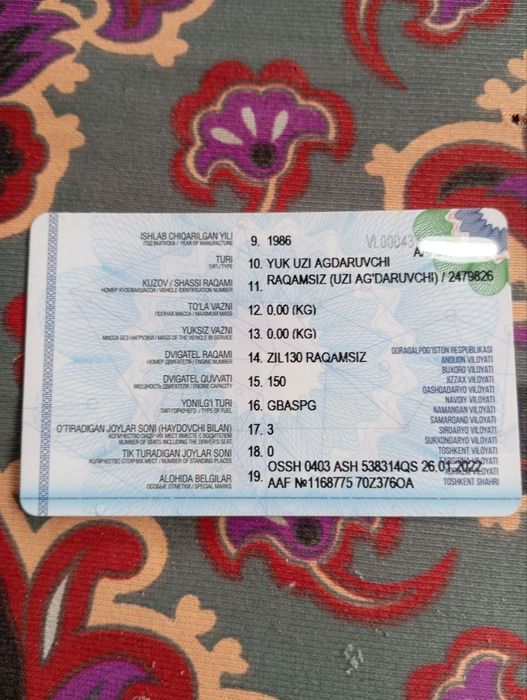 ISHLAB CHIQARILGAN YILI 9. 1986 VL00043
ГОД ВЫПУСКА / YEAR OF MANUFACTURE
TURI 10. YUK UZI AGDARUVCHI
ТИП / TYPE
KUZOV / SHASSI RAQAMI 11. RAQAMSIZ (UZI AG'DARUVCHI) / 2479826
НОМЕР КУЗОВА/ШАССИ / VEHICLE IDENTIFICATION NUMBER
TO'LA VAZNI 12. 0.00 (KG)
ПОЛНАЯ МАССА / MAXIMUM MASS
YUKSIZ VAZNI 13. 0.00 (KG)
МАССА БЕЗ НАГРУЗКИ / MASS OF THE VEHICLE IN SERVICE
DVIGATEL RAQAMI 14. ZIL130 RAQAMSIZ
НОМЕР ДВИГАТЕЛЯ / ENGINE NUMBER
DVIGATEL QUVVATI 15. 150
МОЩНОСТЬ ДВИГАТЕЛЯ / ENGINE CAPACITY
YONILG'I TURI 16. GBASPG
ТИП ГОРЮЧЕГО / TYPE OF FUEL
O'TIRADIGAN JOYLAR SONI (HAYDOVCHI BILAN) 17. 3
КОЛИЧЕСТВО СИДЯЧИХ МЕСТ ВМЕСТЕ С ВОДИТЕЛЕМ
NUMBER OF SEATS INCLUDING THE DRIVER'S SEAT
TIK TURADIGAN JOYLAR SONI 18. 0
КОЛИЧЕСТВО СТОЯЧИХ МЕСТ / NUMBER OF STANDING PLACES
ALOHIDA BELGILAR 19. OSSH 0403 ASH 538314QS 26.01.2022
ОСОБЫЕ ОТМЕТКИ / SPECIAL MARKS
AAF №1168775 70Z376OA
QORAQALPOG'ISTON RESPUBLIKASI
ANDIJON VILOYATI
BUXORO VILOYATI
JIZZAX VILOYATI
QASHQADARYO VILOYATI
NAVOIY VILOYATI
NAMANGAN VILOYATI
SAMARQAND VILOYATI
SIRDARYO VILOYATI
SURXONDARYO VILOYATI
TOSHKENT VILOYATI
FARG'ONA VILOYATI
TOSHKENT SHAHRI